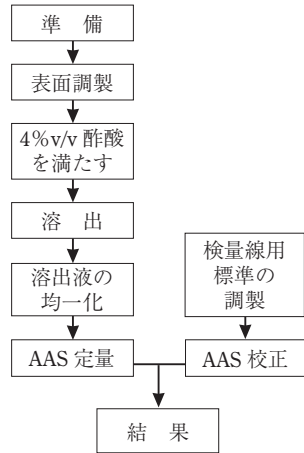 準　備
表面調製
4％v/v 酢酸
を満たす
溶　出
溶出液の
均一化
AAS 定量
検量線用
標準の
調製
AAS 校正
結　果